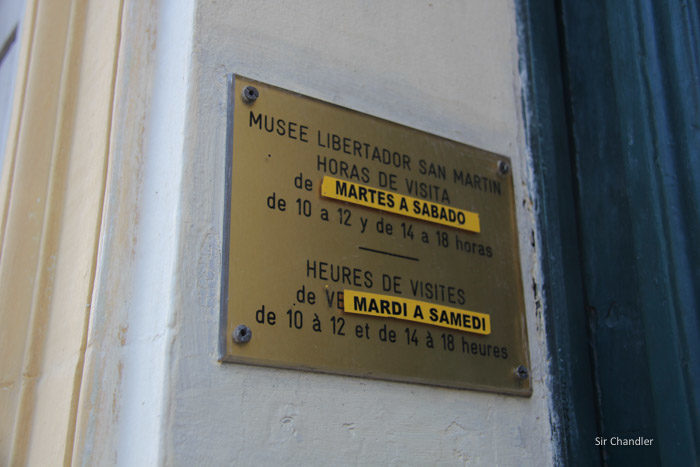 MUSEE LIBERTADOR SAN MARTIN
HORAS DE VISITA
de MARTES A SABADO
de 10 a 12 y de 14 a 18 horas
HEURES DE VISITES
de VE MARDI A SAMEDI
de 10 à 12 et de 14 à 18 heures
Sir Chandler